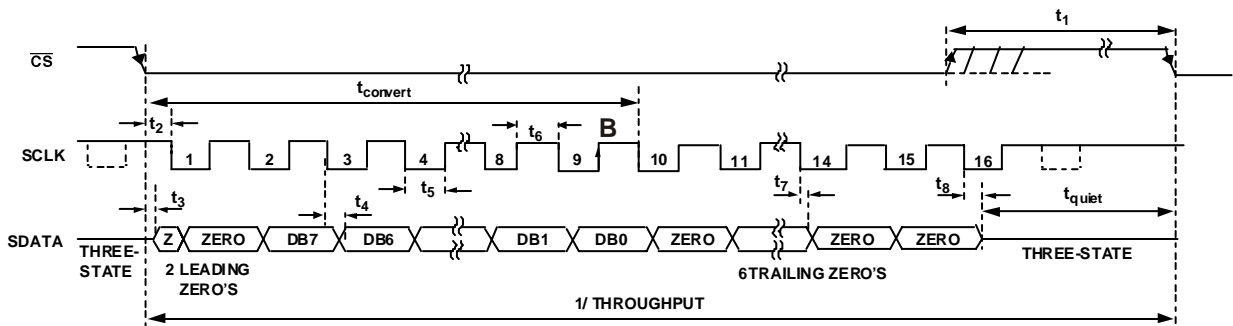 t1
CS
tconvert
t2 t6 B
SCLK 1 2 3 4 8 9 10 11 14 15 16
t3 t4 t5 t7 t8 tquiet
SDATA Z ZERO DB7 DB6 DB1 DB0 ZERO ZERO ZERO
THREE-
STATE
2 LEADING
ZERO'S
6TRAILING ZERO'S
THREE-STATE
1/ THROUGHPUT